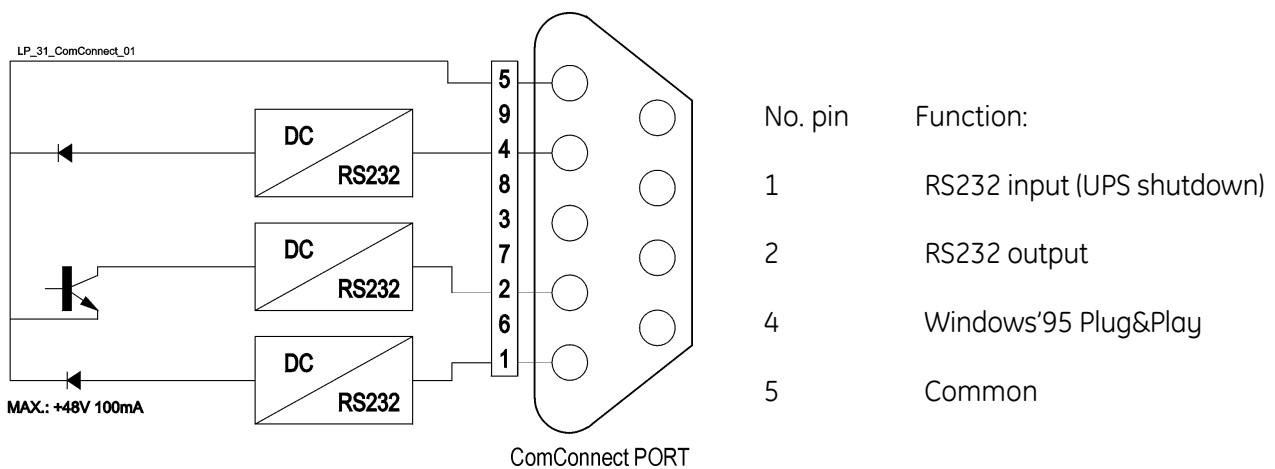 LP_31_ComConnect_01
5
9
4
8
3
7
2
6
1
DC
RS232
DC
RS232
DC
RS232
MAX.: +48V 100mA
ComConnect PORT
No. pin Function:
1 RS232 input (UPS shutdown)
2 RS232 output
4 Windows'95 Plug&Play
5 Common